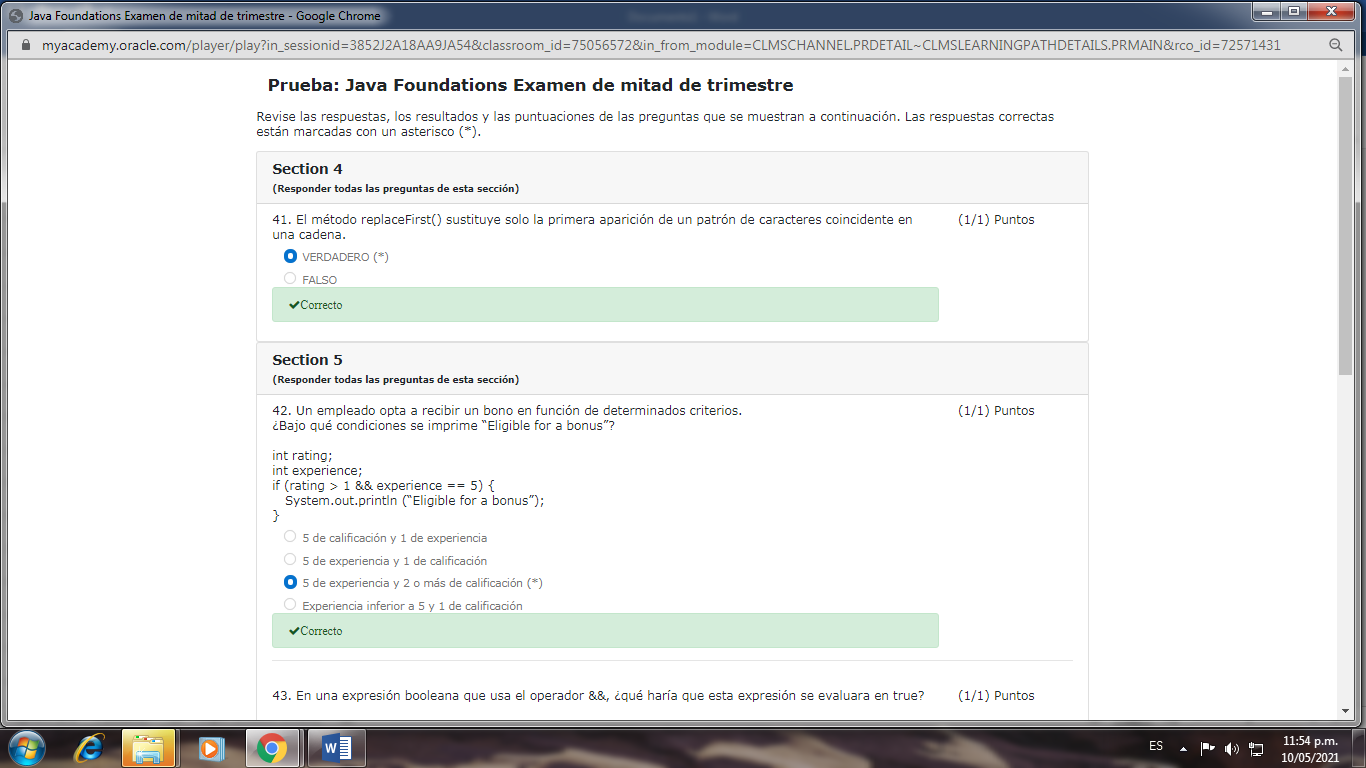 Java Foundations Examen de mitad de trimestre - Google Chrome
myacademy.oracle.com/player/play?in_sessionid=3852J2A18AA9JA54&classroom_id=75056572&in_from_module=CLMSCHANNEL.PRDETAIL~CLMSLEARNINGPATHDETAILS.PRMAIN&rco_id=72571431
Prueba: Java Foundations Examen de mitad de trimestre
Revise las respuestas, los resultados y las puntuaciones de las preguntas que se muestran a continuación. Las respuestas correctas
están marcadas con un asterisco (*).
Section 4
(Responder todas las preguntas de esta sección)
41. El método replaceFirst() sustituye solo la primera aparición de un patrón de caracteres coincidente en (1/1) Puntos
una cadena.
VERDADERO (*)
FALSO
✔Correcto
Section 5
(Responder todas las preguntas de esta sección)
42. Un empleado opta a recibir un bono en función de determinados criterios. (1/1) Puntos
¿Bajo qué condiciones se imprime “Eligible for a bonus”?
int rating;
int experience;
if (rating > 1 && experience == 5) {
System.out.println (“Eligible for a bonus”);
}
5 de calificación y 1 de experiencia
5 de experiencia y 1 de calificación
5 de experiencia y 2 o más de calificación (*)
Experiencia inferior a 5 y 1 de calificación
✔Correcto
43. En una expresión booleana que usa el operador &&, ¿qué haría que esta expresión se evaluara en true? (1/1) Puntos
ES
11:54 p.m.
10/05/2021